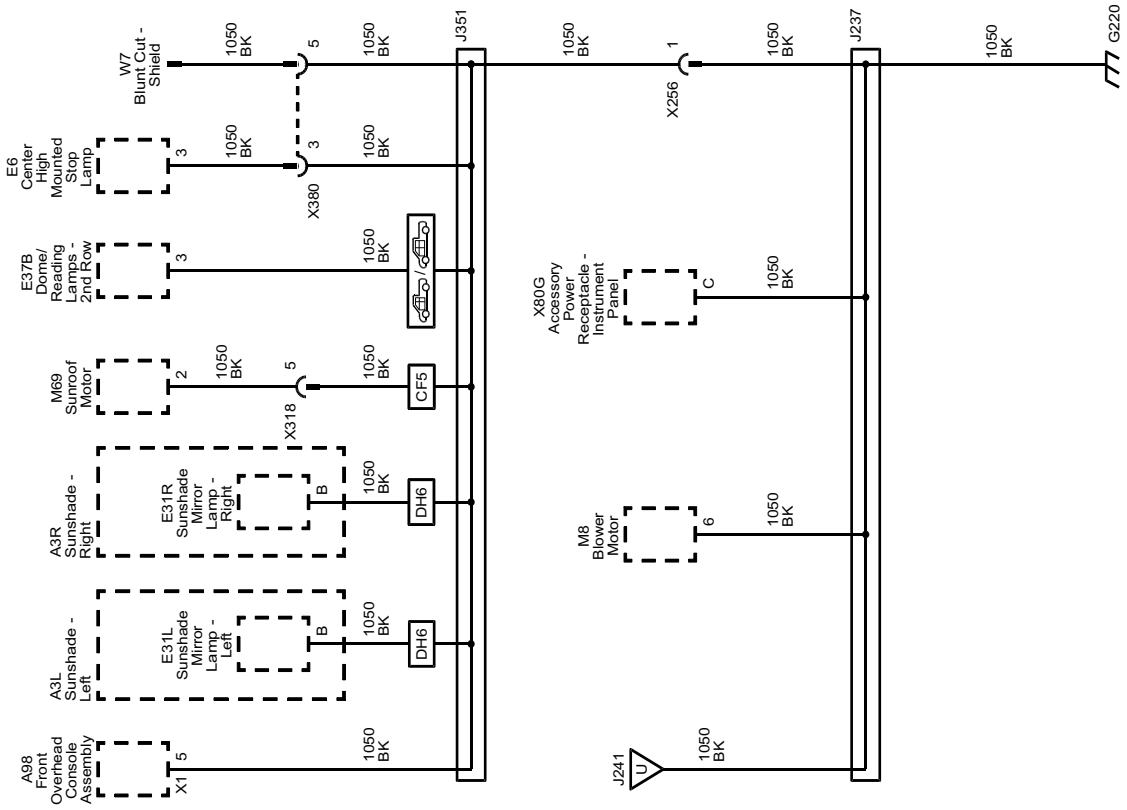 A98
Front
Overhead
Console
Assembly
5
X1
1050
BK
A3L
Sunshade -
Left
E31L
Sunshade
Mirror
Lamp -
Left
B
1050
BK
DH6
A3R
Sunshade -
Right
E31R
Sunshade
Mirror
Lamp -
Right
B
1050
BK
DH6
M69
Sunroof
Motor
2
1050
BK
5
X318
1050
BK
CF5
E37B
Dome/
Reading
Lamps -
2nd Row
3
1050
BK
/
E6
Center
High
Mounted
Stop
Lamp
3
1050
BK
3
X380
1050
BK
W7
Blunt Cut -
Shield
1050
BK
5
1050
BK
J351
1050
BK
1
X256
1050
BK
J241
U
1050
BK
M8
Blower
Motor
6
1050
BK
X80G
Accessory
Power
Receptacle -
Instrument
Panel
C
1050
BK
J237
1050
BK
G220